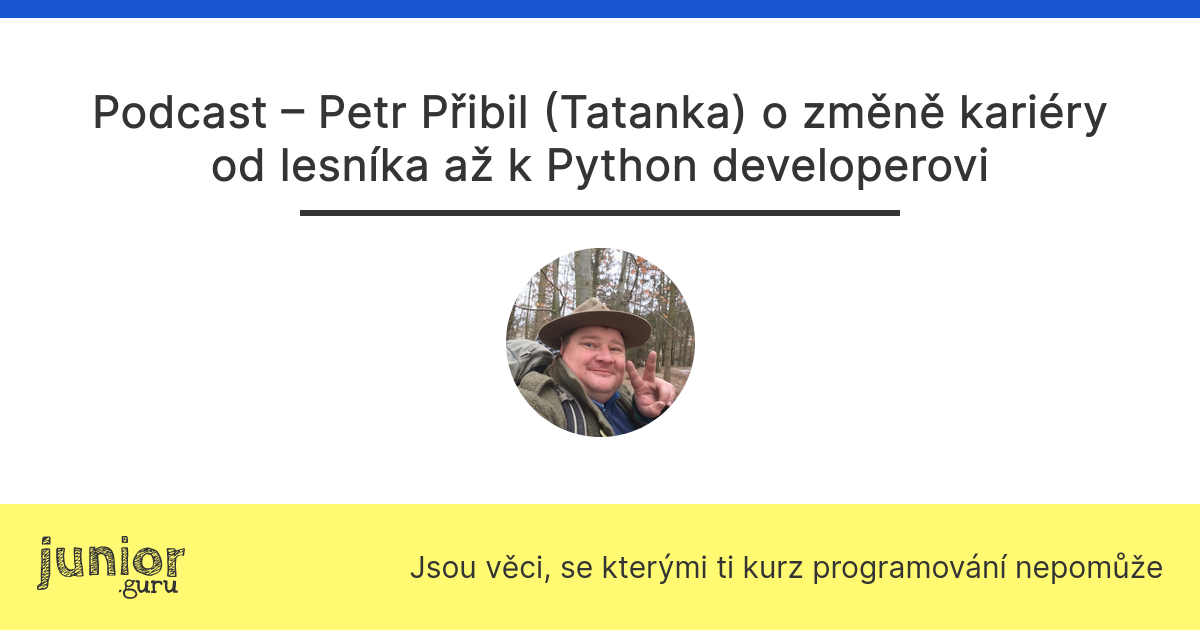 Podcast – Petr Přibil (Tatanka) o změně kariéry
od lesníka až k Python developerovi
junior
.guru
Jsou věci, se kterými ti kurz programování nepomůže